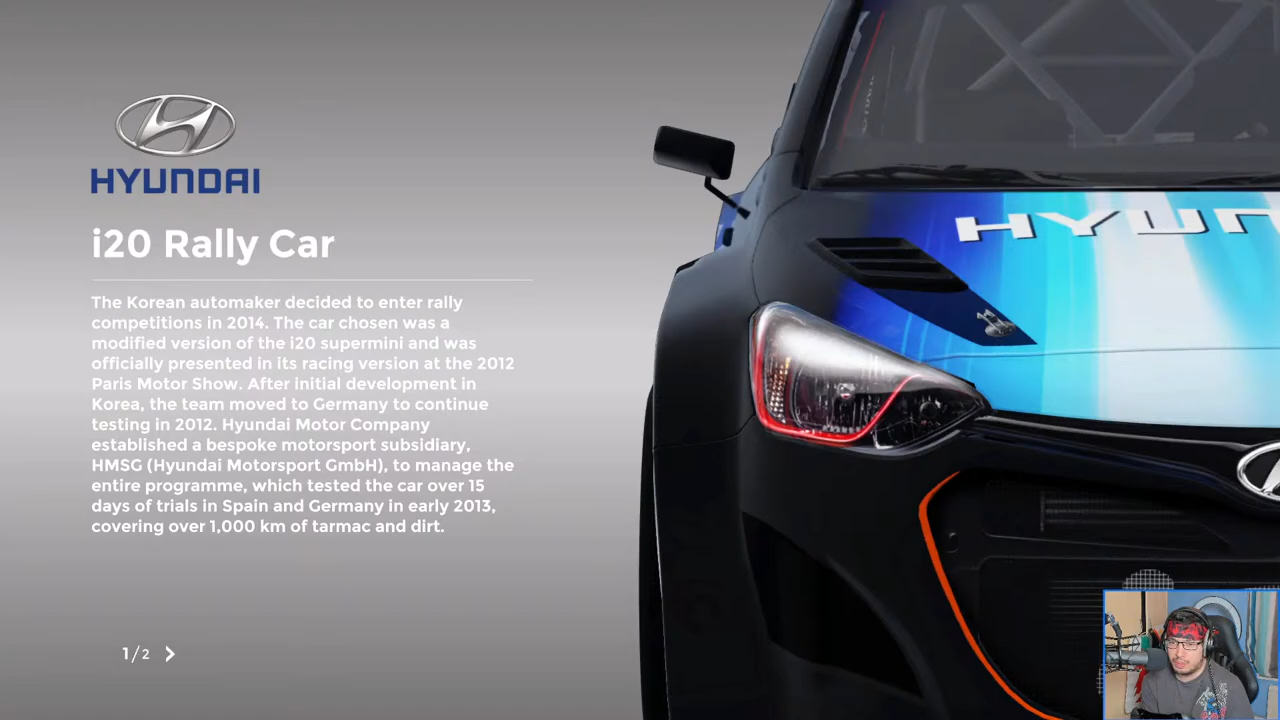 HYUNDAI
i20 Rally Car
The Korean automaker decided to enter rally
competitions in 2014. The car chosen was a
modified version of the i20 supermini and was
officially presented in its racing version at the 2012
Paris Motor Show. After initial development in
Korea, the team moved to Germany to continue
testing in 2012. Hyundai Motor Company
established a bespoke motorsport subsidiary,
HMSG (Hyundai Motorsport GmbH), to manage the
entire programme, which tested the car over 15
days of trials in Spain and Germany in early 2013,
covering over 1,000 km of tarmac and dirt.
1/2
HYUN